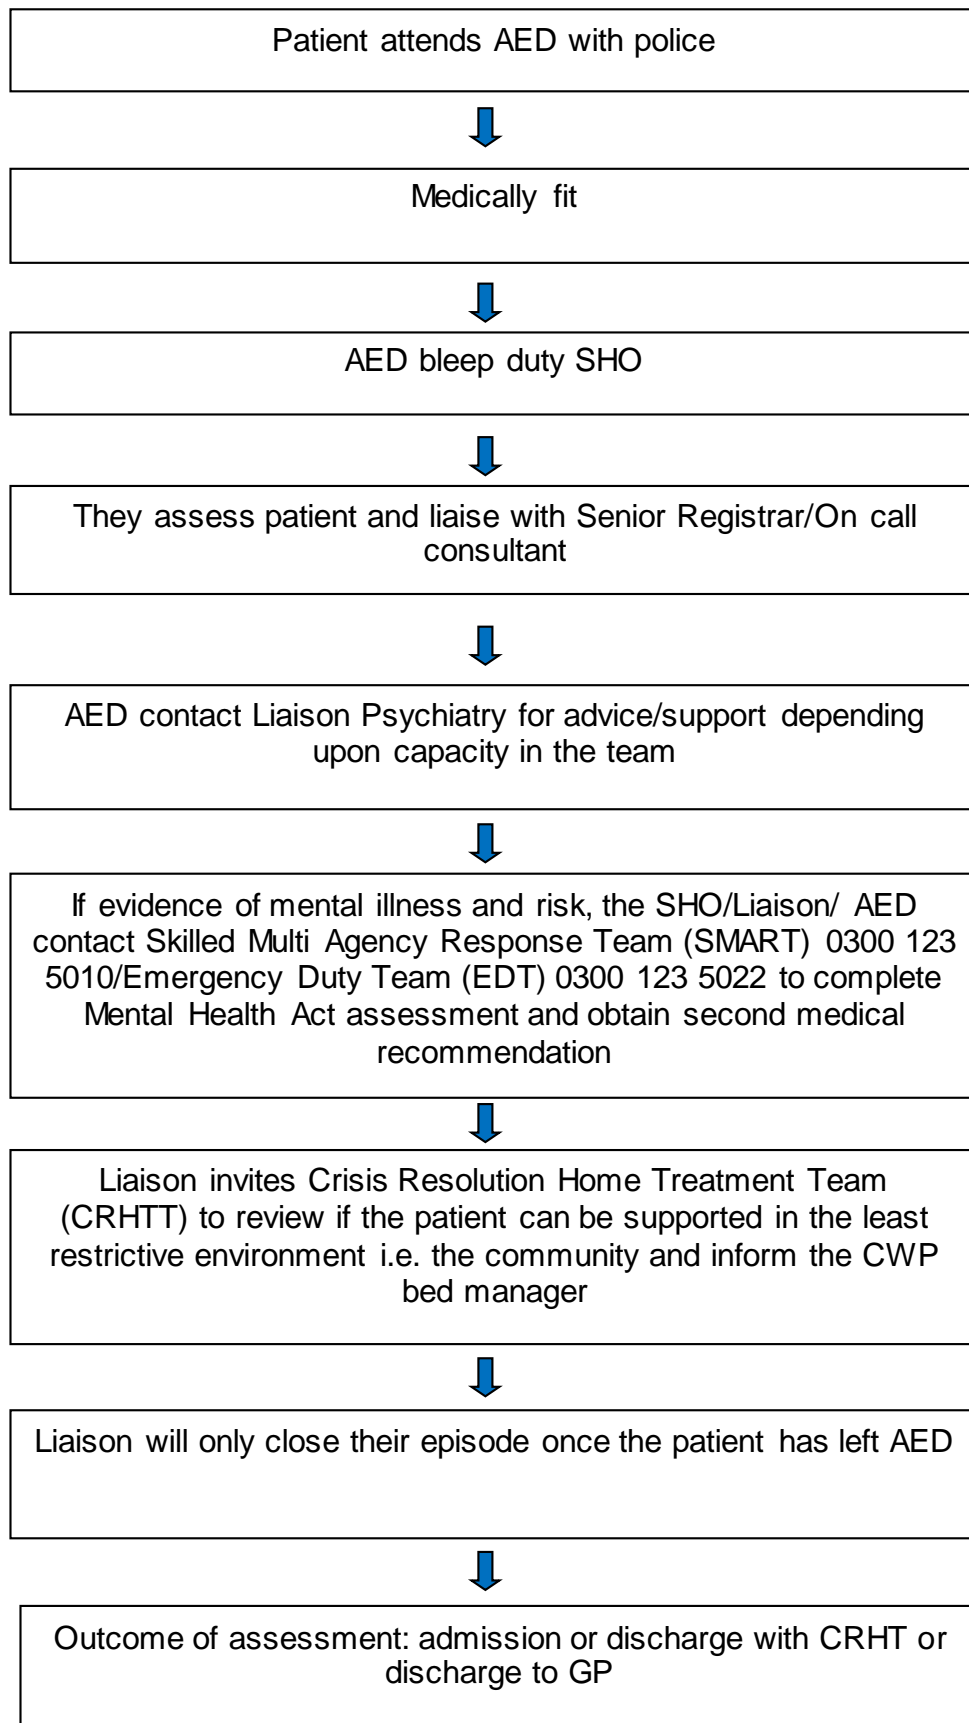 Patient attends AED with police
Medically fit
AED bleep duty SHO
They assess patient and liaise with Senior Registrar/On call
consultant
AED contact Liaison Psychiatry for advice/support depending
upon capacity in the team
If evidence of mental illness and risk, the SHO/Liaison/ AED
contact Skilled Multi Agency Response Team (SMART) 0300 123
5010/Emergency Duty Team (EDT) 0300 123 5022 to complete
Mental Health Act assessment and obtain second medical
recommendation
Liaison invites Crisis Resolution Home Treatment Team
(CRHTT) to review if the patient can be supported in the least
restrictive environment i.e. the community and inform the CWP
bed manager
Liaison will only close their episode once the patient has left AED
Outcome of assessment: admission or discharge with CRHT or
discharge to GP